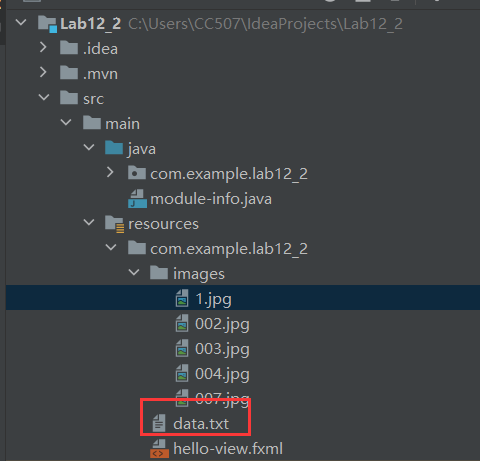 Lab12_2 C:\Users\CC507\IdeaProjects\Lab12_2
.idea
.mvn
src
main
java
com.example.lab12_2
module-info.java
resources
com.example.lab12_2
images
1.jpg
002.jpg
003.jpg
004.jpg
007.jpg
data.txt
hello-view.fxml